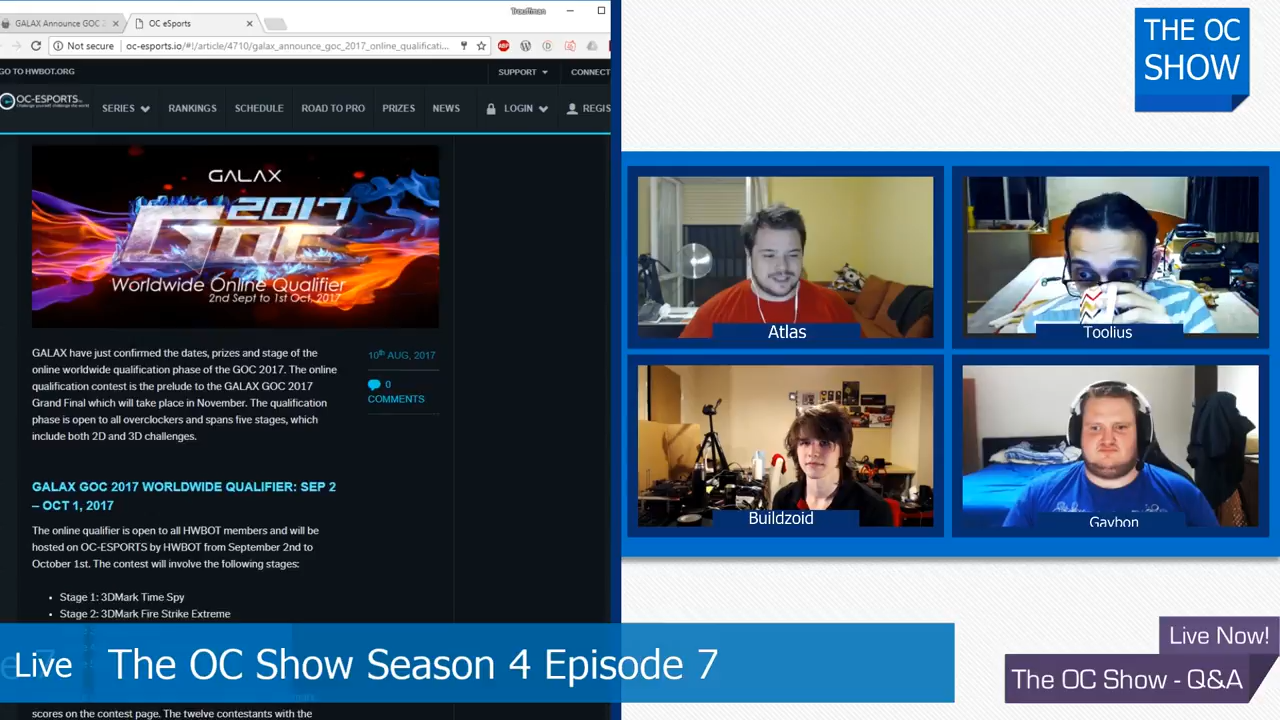 Trouffman
GALAX Announce GOC 2
OC eSports
Not secure
oc-esports.io/#!/article/4710/galax_announce_goc_2017_online_qualificati...
ABP
GO TO HWBOT.ORG
SUPPORT
CONNECT
OC-ESPORTS
SERIES
RANKINGS
SCHEDULE
ROAD TO PRO
PRIZES
NEWS
LOGIN
REGIS
GALAX
2017
GOC
Worldwide Online Qualifier
2nd Sept to 1st Oct, 2017
GALAX have just confirmed the dates, prizes and stage of the
online worldwide qualification phase of the GOC 2017. The online
qualification contest is the prelude to the GALAX GOC 2017
Grand Final which will take place in November. The qualification
phase is open to all overclockers and spans five stages, which
include both 2D and 3D challenges.
10th AUG, 2017
0
COMMENTS
GALAX GOC 2017 WORLDWIDE QUALIFIER: SEP 2
– OCT 1, 2017
The online qualifier is open to all HWBOT members and will be
hosted on OC-ESPORTS by HWBOT from September 2nd to
October 1st. The contest will involve the following stages:
• Stage 1: 3DMark Time Spy
• Stage 2: 3DMark Fire Strike Extreme
scores on the contest page. The twelve contestants with the
THE OC
SHOW
Atlas
Toolius
Buildzoid
Gavbon
Live
The OC Show Season 4 Episode 7
Live Now!
The OC Show - Q&A